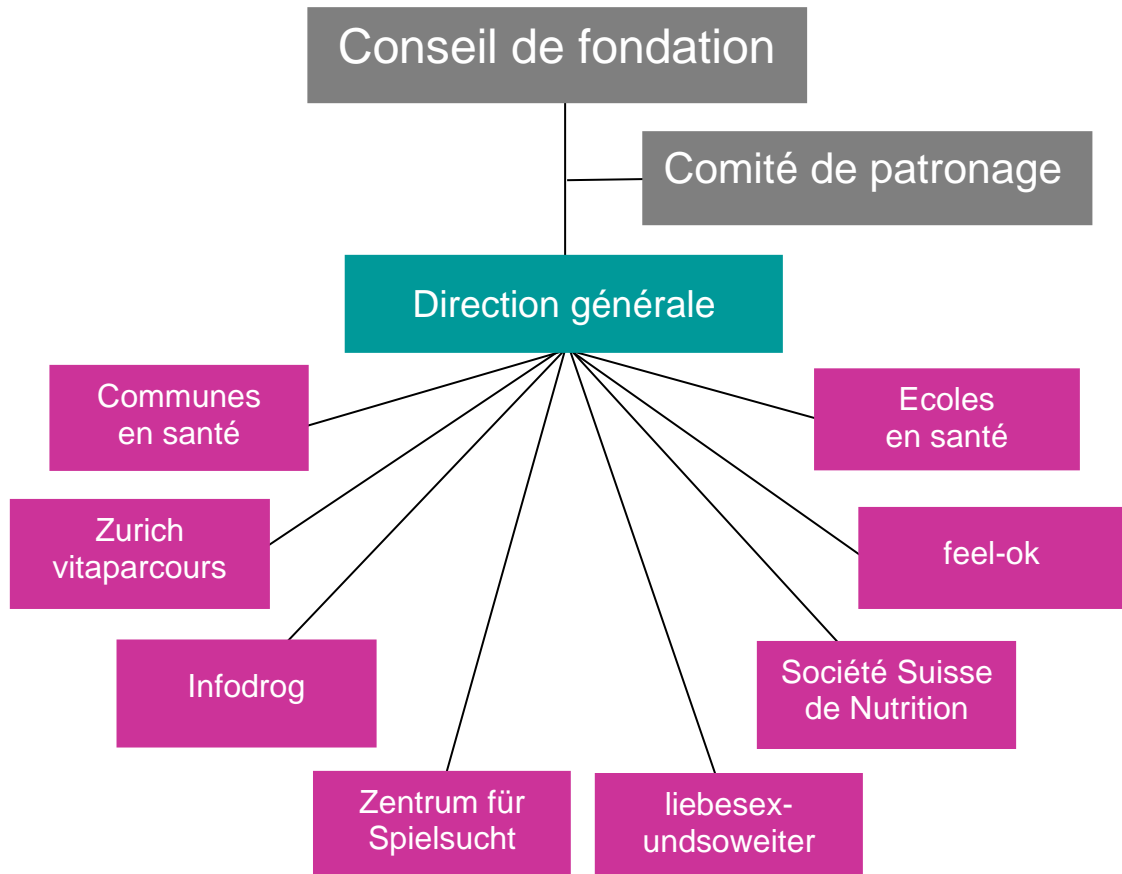 Conseil de fondation
Comité de patronage
Direction générale
Communes
en santé
Ecoles
en santé
Zurich
vitaparcours
feel-ok
Infodrog
Société Suisse
de Nutrition
Zentrum für
Spielsucht
liebesex-
undsoweiter